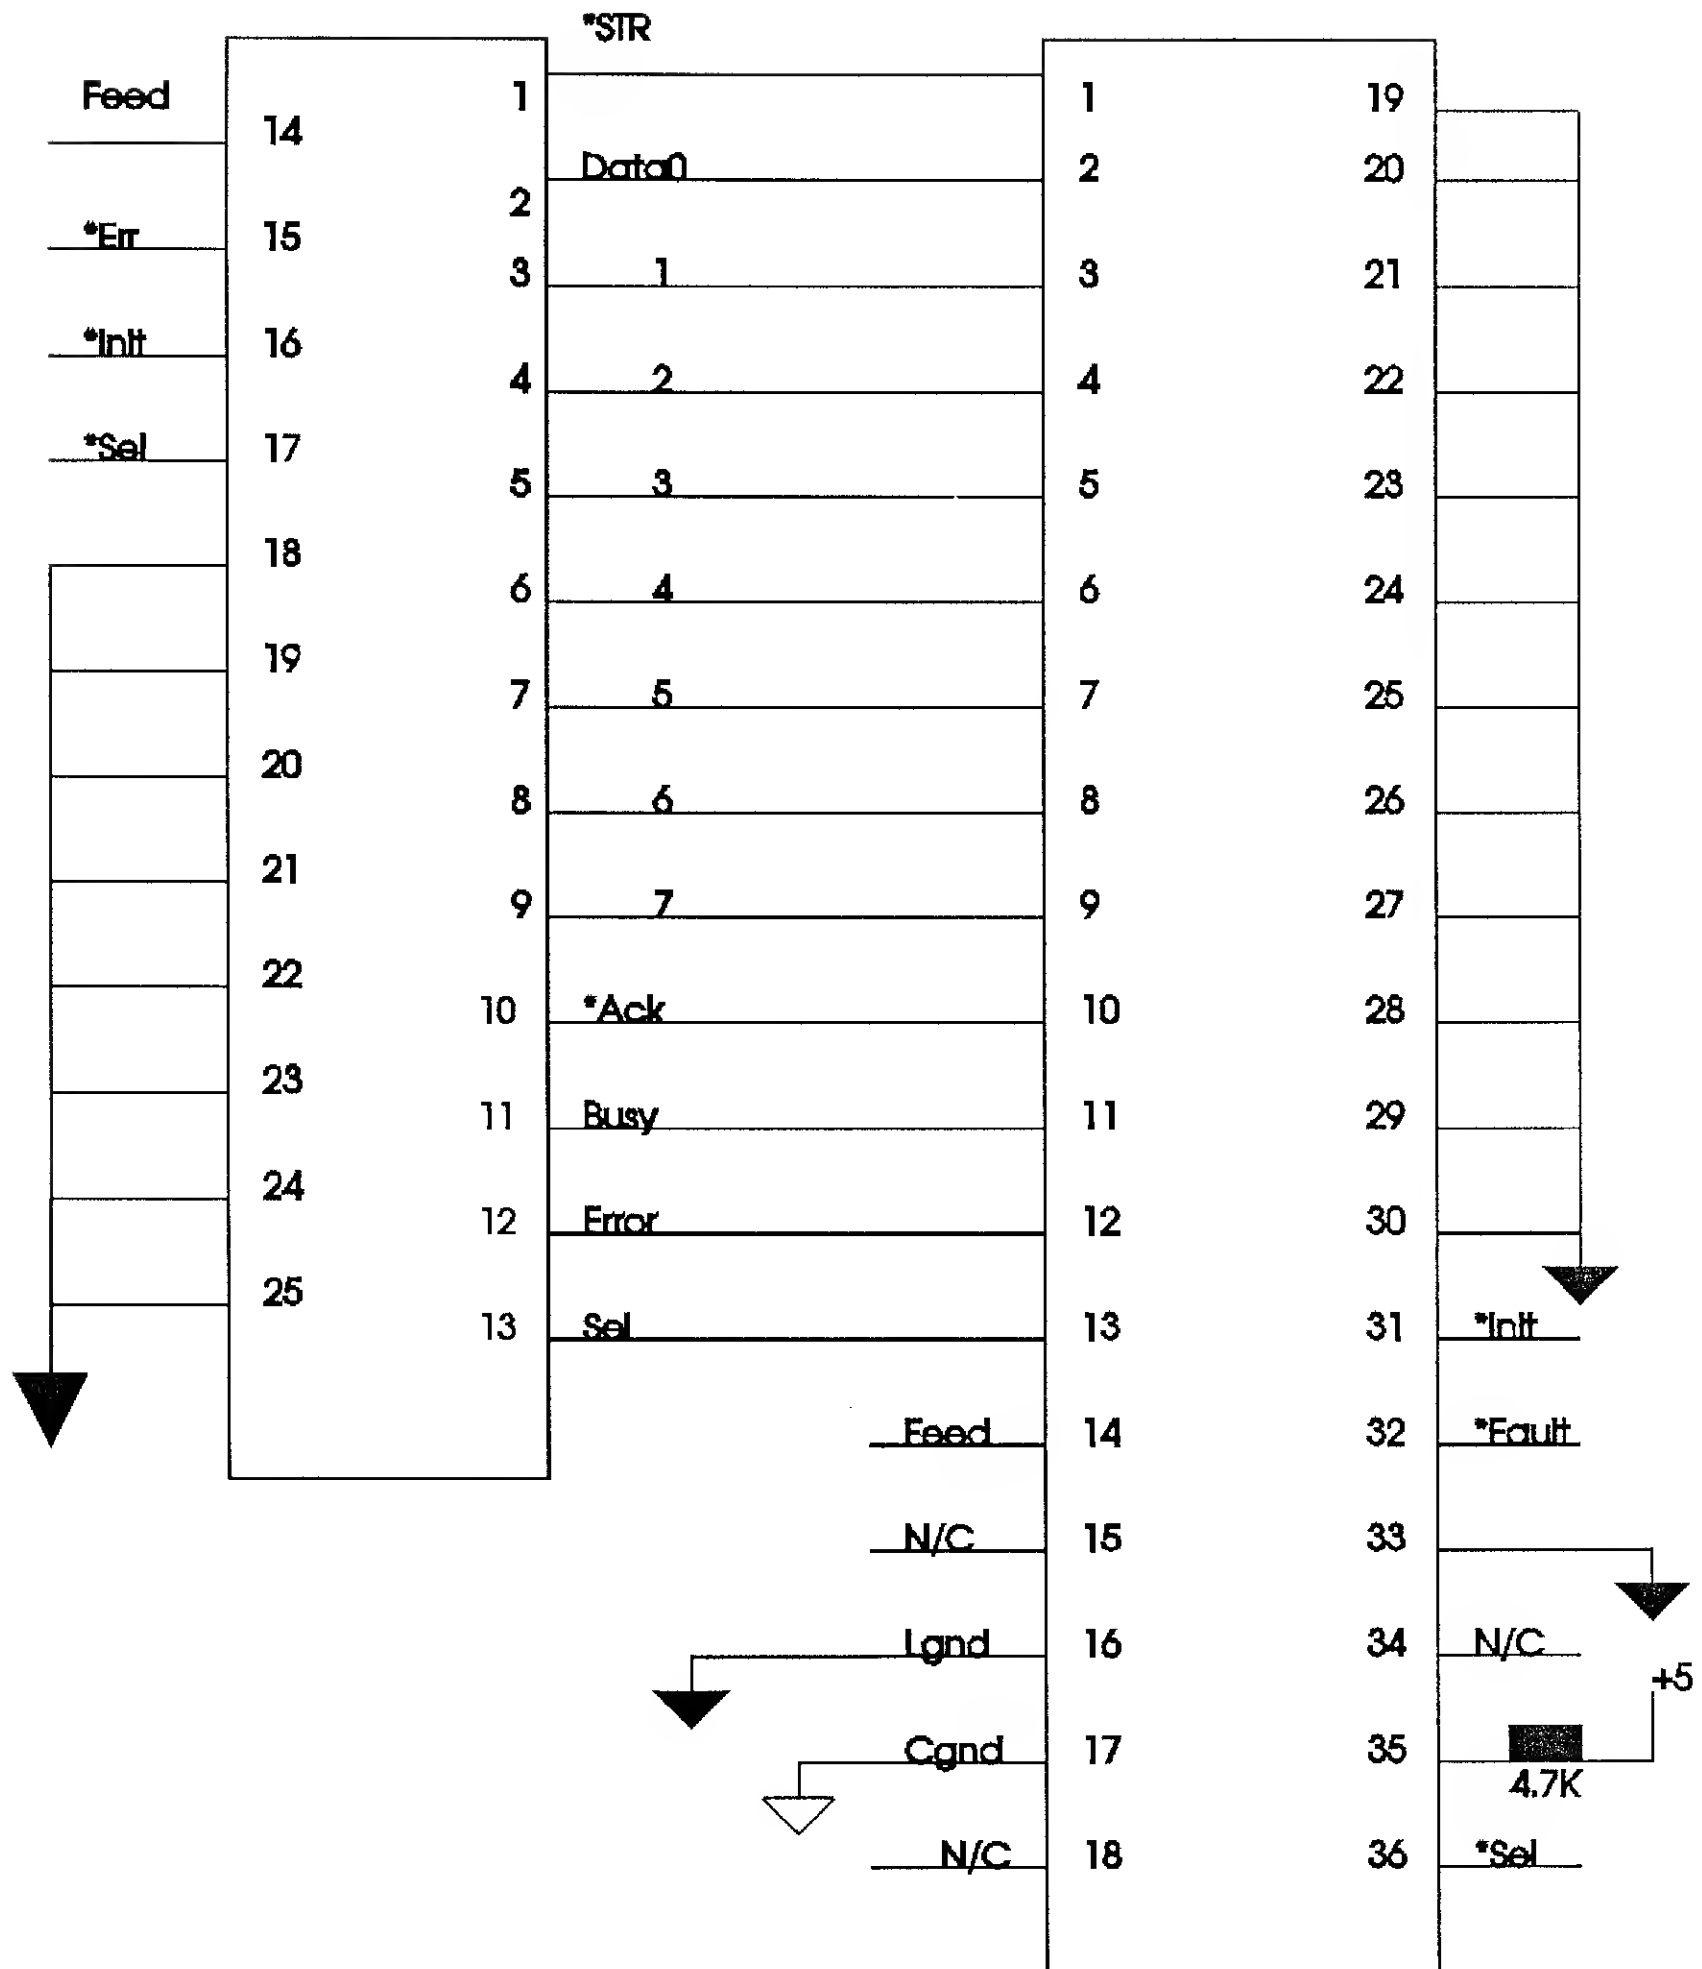 *STR
Feed 14 1 1 19
Data0 2 20
2
*Err 15
3 1 3 21
*Init 16
4 2 4 22
*Sel 17
5 3 5 23
18
6 4 6 24
19
7 5 7 25
20
8 6 8 26
21
9 7 9 27
22
10 *Ack 10 28
23
11 Busy 11 29
24
12 Error 12 30
25
13 Sel 13 31 *Init
Feed 14 32 *Fault
N/C 15 33
Lgnd 16 34 N/C
+5
Cgnd 17 35
4.7K
N/C 18 36 *Sel